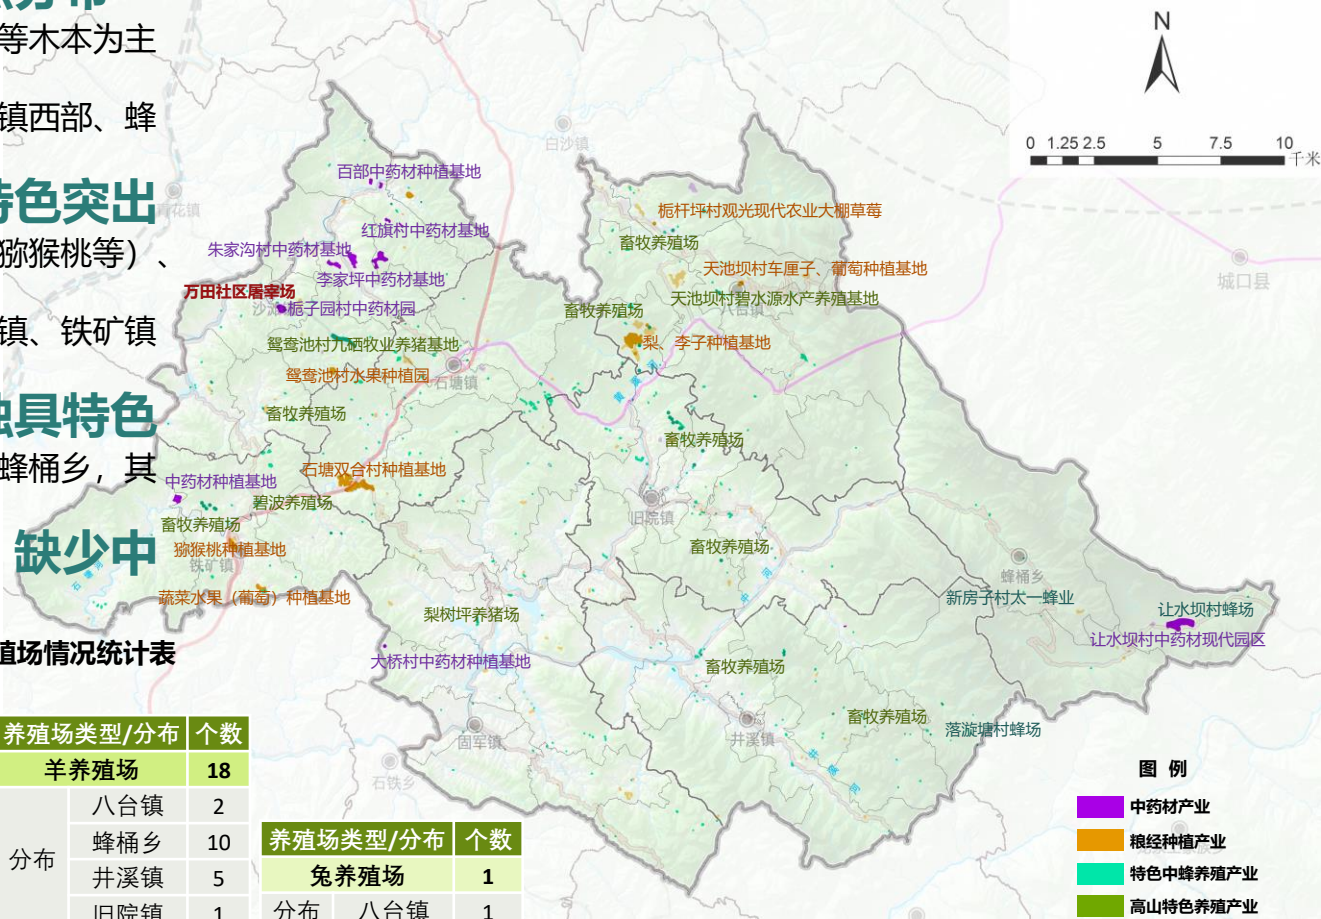 等木本为主
镇西部、蜂
特色突出
猕猴桃等）、
镇、铁矿镇
独具特色
蜂桶乡，其
缺少中
殖场情况统计表
养殖场类型/分布 个数
羊养殖场 18
分布
八台镇 2
蜂桶乡 10
井溪镇 5
旧院镇 1
养殖场类型/分布 个数
兔养殖场 1
分布 八台镇 1
N
0 1.25 2.5 5 7.5 10
千米
白沙镇
青花镇
城口县
百部中药材种植基地
红旗村中药材基地
朱家沟村中药材基地
李家坪中药材基地
万田社区屠宰场
栀子园村中药材园
鸳鸯池村九硒牧业养猪基地
石塘镇
鸳鸯池村水果种植园
畜牧养殖场
栀杆坪村观光现代农业大棚草莓
畜牧养殖场
天池坝村车厘子、葡萄种植基地
天池坝村碧水源水产养殖基地
八台镇
畜牧养殖场
梨、李子种植基地
畜牧养殖场
石塘双合村种植基地
中药材种植基地
碧波养殖场
畜牧养殖场
猕猴桃种植基地
铁矿镇
蔬菜水果（葡萄）种植基地
旧院镇
畜牧养殖场
中河
蜂桶乡
新房子村太一蜂业
让水坝村蜂场
让水坝村中药材现代园区
梨树坪养猪场
大桥村中药材种植基地
畜牧养殖场
固军镇
石铁乡
井溪镇
畜牧养殖场
落漩塘村蜂场
井溪河
图 例
中药材产业
粮经种植产业
特色中蜂养殖产业
高山特色养殖产业